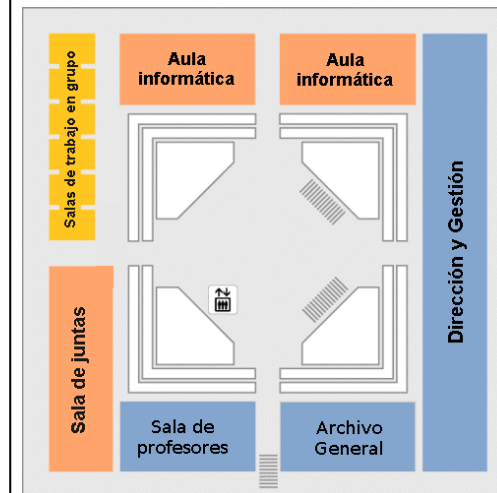 Aula
informática
Aula
informática
Salas de trabajo en grupo
Dirección y Gestión
Sala de juntas
Sala de
profesores
Archivo
General